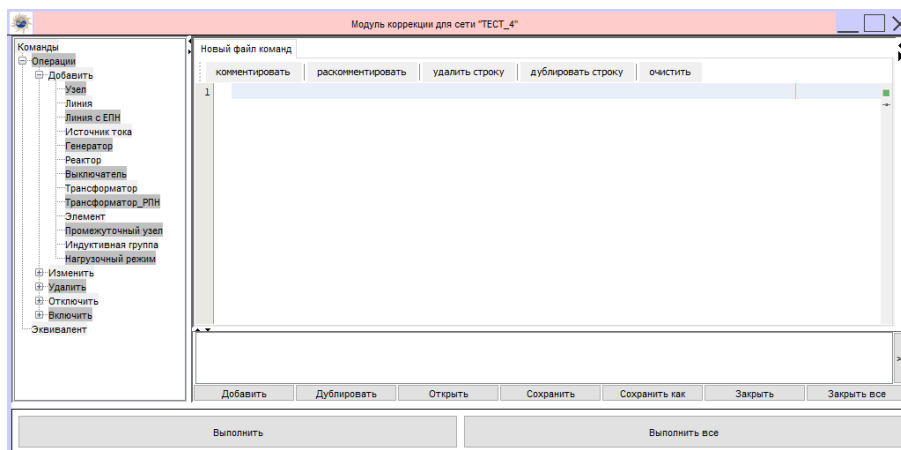 Модуль коррекции для сети "ТЕСТ_4"
Команды
Операции
Добавить
Узел
Линия
Линия с ЕПН
Источник тока
Генератор
Реактор
Выключатель
Трансформатор
Трансформатор_РПН
Элемент
Промежуточный узел
Индуктивная группа
Нагрузочный режим
Изменить
Удалить
Отключить
Включить
Эквивалент
Новый файл команд
комментировать раскомментировать удалить строку дублировать строку очистить
1
>
Добавить Дублировать Открыть Сохранить Сохранить как Закрыть Закрыть все
Выполнить Выполнить все